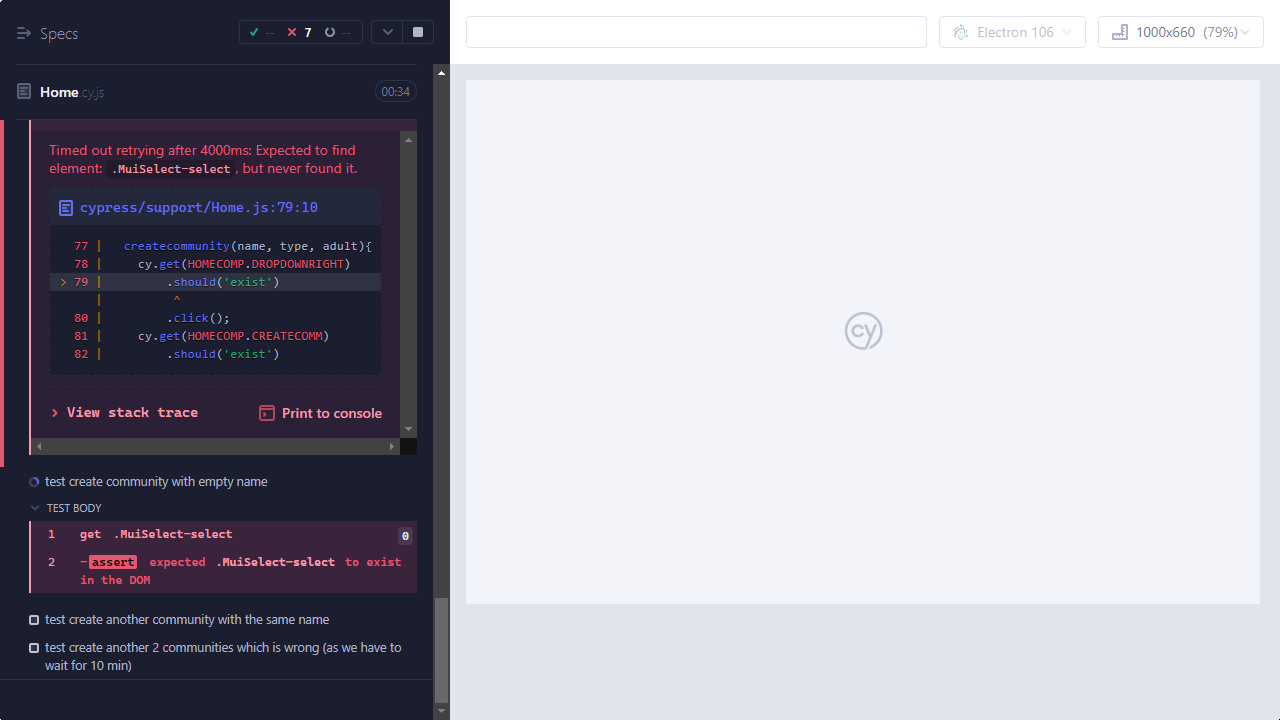 Specs
-- 7 --
Electron 106
1000x660 (79%)
Home.cy.js
00:34
Timed out retrying after 4000ms: Expected to find
element: .MuiSelect-select, but never found it.
cypress/support/Home.js:79:10
77 | createcommunity(name, type, adult){
78 | cy.get(HOMECOMP.DROPDOWNRIGHT)
> 79 | .should('exist')
| ^
80 | .click();
81 | cy.get(HOMECOMP.CREATECOMM)
82 | .should('exist')
View stack trace
Print to console
test create community with empty name
TEST BODY
1 get .MuiSelect-select 0
2 -assert expected .MuiSelect-select to exist
in the DOM
test create another community with the same name
test create another 2 communities which is wrong (as we have to
wait for 10 min)
cy